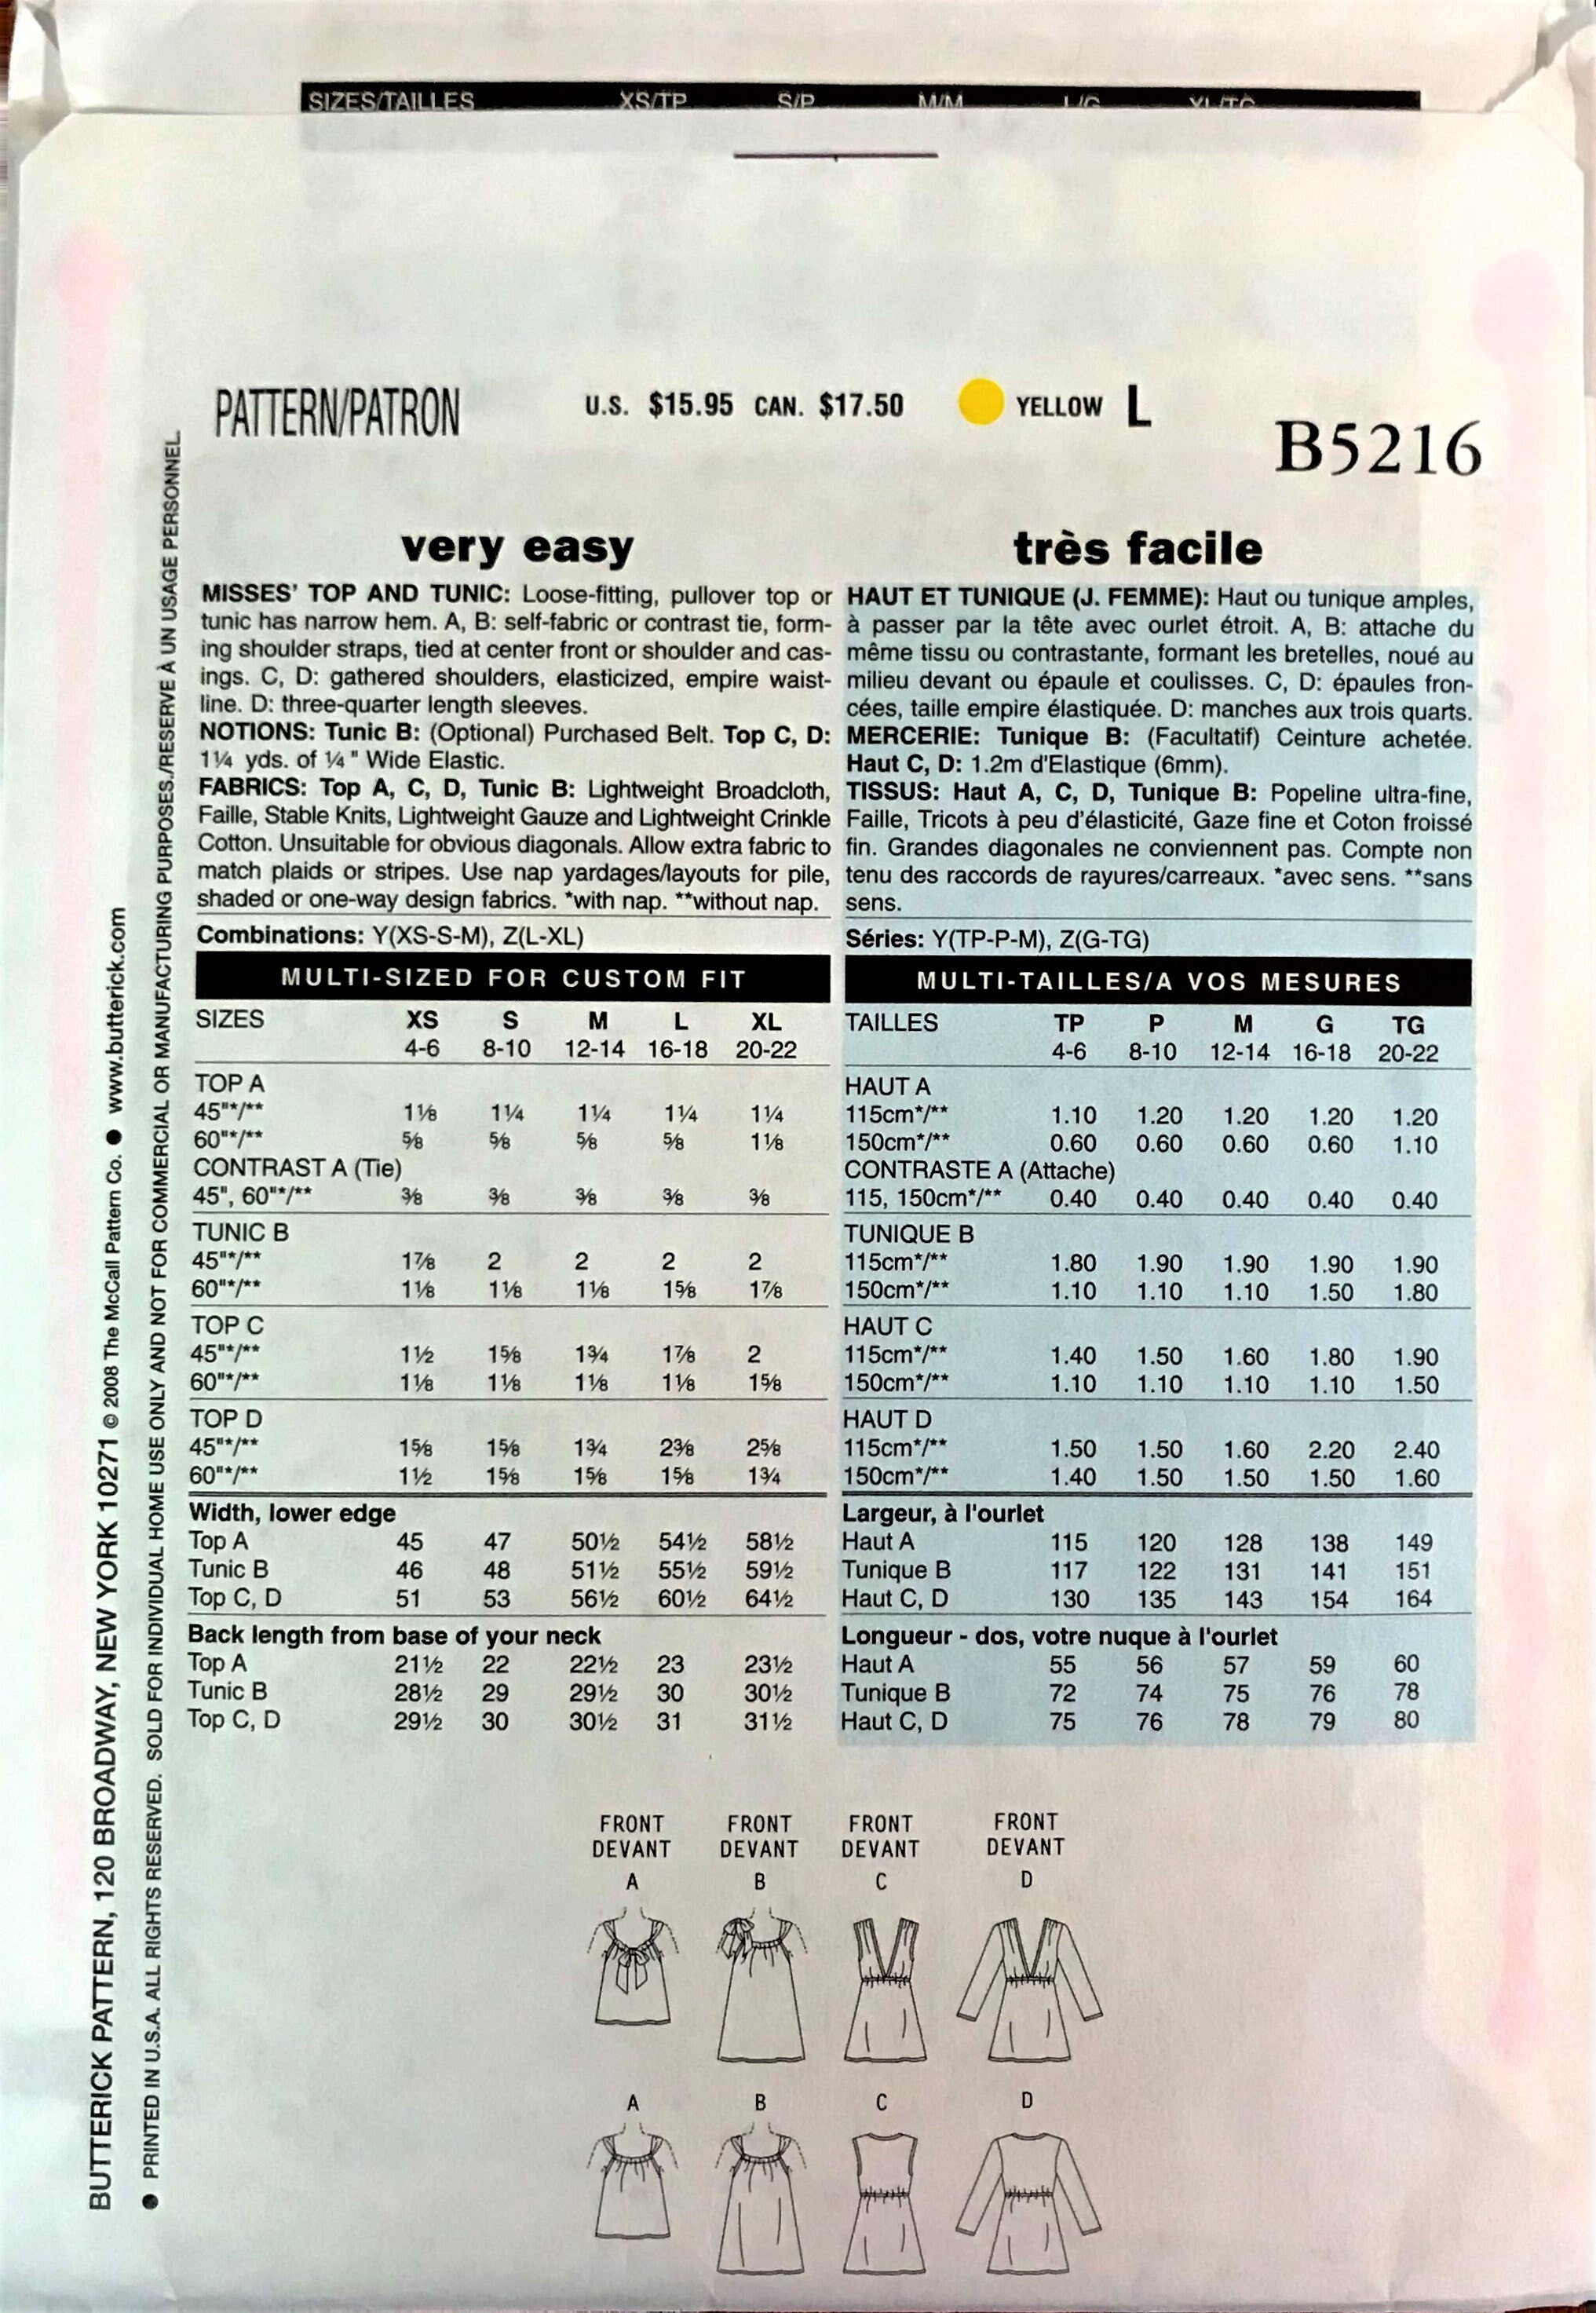 SIZES/TAILLES XS/TP S/P M/M L/G XL/TG
PATTERN/PATRON
U.S. $15.95 CAN. $17.50
YELLOW L
B5216
very easy
MISSES' TOP AND TUNIC: Loose-fitting, pullover top or
tunic has narrow hem. A, B: self-fabric or contrast tie, form-
ing shoulder straps, tied at center front or shoulder and cas-
ings. C, D: gathered shoulders, elasticized, empire waist-
line. D: three-quarter length sleeves.
NOTIONS: Tunic B: (Optional) Purchased Belt. Top C, D:
1¼ yds. of ¼" Wide Elastic.
FABRICS: Top A, C, D, Tunic B: Lightweight Broadcloth,
Faille, Stable Knits, Lightweight Gauze and Lightweight Crinkle
Cotton. Unsuitable for obvious diagonals. Allow extra fabric to
match plaids or stripes. Use nap yardages/layouts for pile,
shaded or one-way design fabrics. *with nap. **without nap.
Combinations: Y(XS-S-M), Z(L-XL)
MULTI-SIZED FOR CUSTOM FIT
SIZES XS S M L XL
4-6 8-10 12-14 16-18 20-22
TOP A
45"*/** 1⅛ 1¼ 1¼ 1¼ 1¼
60"*/** ⅝ ⅝ ⅝ ⅝ 1⅛
CONTRAST A (Tie)
45", 60"*/** ⅜ ⅜ ⅜ ⅜ ⅜
TUNIC B
45"*/** 1⅞ 2 2 2 2
60"*/** 1⅛ 1⅛ 1⅛ 1⅝ 1⅞
TOP C
45"*/** 1½ 1⅝ 1¾ 1⅞ 2
60"*/** 1⅛ 1⅛ 1⅛ 1⅛ 1⅝
TOP D
45"*/** 1⅝ 1⅝ 1¾ 2⅜ 2⅝
60"*/** 1½ 1⅝ 1⅝ 1⅝ 1¾
Width, lower edge
Top A 45 47 50½ 54½ 58½
Tunic B 46 48 51½ 55½ 59½
Top C, D 51 53 56½ 60½ 64½
Back length from base of your neck
Top A 21½ 22 22½ 23 23½
Tunic B 28½ 29 29½ 30 30½
Top C, D 29½ 30 30½ 31 31½
très facile
HAUT ET TUNIQUE (J. FEMME): Haut ou tunique amples,
à passer par la tête avec ourlet étroit. A, B: attache du
même tissu ou contrastante, formant les bretelles, noué au
milieu devant ou épaule et coulisses. C, D: épaules fron-
cées, taille empire élastiquée. D: manches aux trois quarts.
MERCERIE: Tunique B: (Facultatif) Ceinture achetée.
Haut C, D: 1.2m d'Elastique (6mm).
TISSUS: Haut A, C, D, Tunique B: Popeline ultra-fine,
Faille, Tricots à peu d'élasticité, Gaze fine et Coton froissé
fin. Grandes diagonales ne conviennent pas. Compte non
tenu des raccords de rayures/carreaux. *avec sens. **sans
sens.
Séries: Y(TP-P-M), Z(G-TG)
MULTI-TAILLES/A VOS MESURES
TAILLES TP P M G TG
4-6 8-10 12-14 16-18 20-22
HAUT A
115cm*/** 1.10 1.20 1.20 1.20 1.20
150cm*/** 0.60 0.60 0.60 0.60 1.10
CONTRASTE A (Attache)
115, 150cm*/** 0.40 0.40 0.40 0.40 0.40
TUNIQUE B
115cm*/** 1.80 1.90 1.90 1.90 1.90
150cm*/** 1.10 1.10 1.10 1.50 1.80
HAUT C
115cm*/** 1.40 1.50 1.60 1.80 1.90
150cm*/** 1.10 1.10 1.10 1.10 1.50
HAUT D
115cm*/** 1.50 1.50 1.60 2.20 2.40
150cm*/** 1.40 1.50 1.50 1.50 1.60
Largeur, à l'ourlet
Haut A 115 120 128 138 149
Tunique B 117 122 131 141 151
Haut C, D 130 135 143 154 164
Longueur - dos, votre nuque à l'ourlet
Haut A 55 56 57 59 60
Tunique B 72 74 75 76 78
Haut C, D 75 76 78 79 80
FRONT FRONT FRONT FRONT
DEVANT DEVANT DEVANT DEVANT
A B C D
A B C D
BUTTERICK PATTERN, 120 BROADWAY, NEW YORK 10271 © 2008 The McCall Pattern Co. ● www.butterick.com
● PRINTED IN U.S.A. ALL RIGHTS RESERVED. SOLD FOR INDIVIDUAL HOME USE ONLY AND NOT FOR COMMERCIAL OR MANUFACTURING PURPOSES./RESERVE À UN USAGE PERSONNEL.